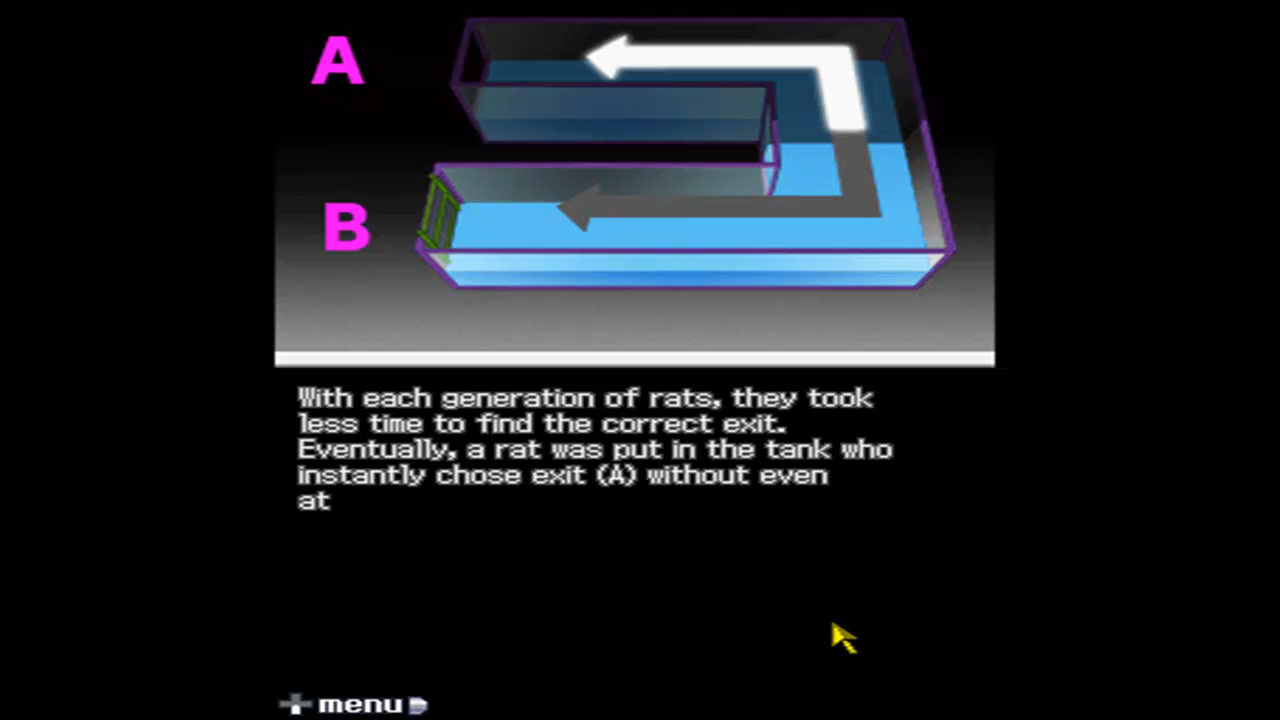 A
B
With each generation of rats, they took
less time to find the correct exit.
Eventually, a rat was put in the tank who
instantly chose exit (A) without even
at
menu